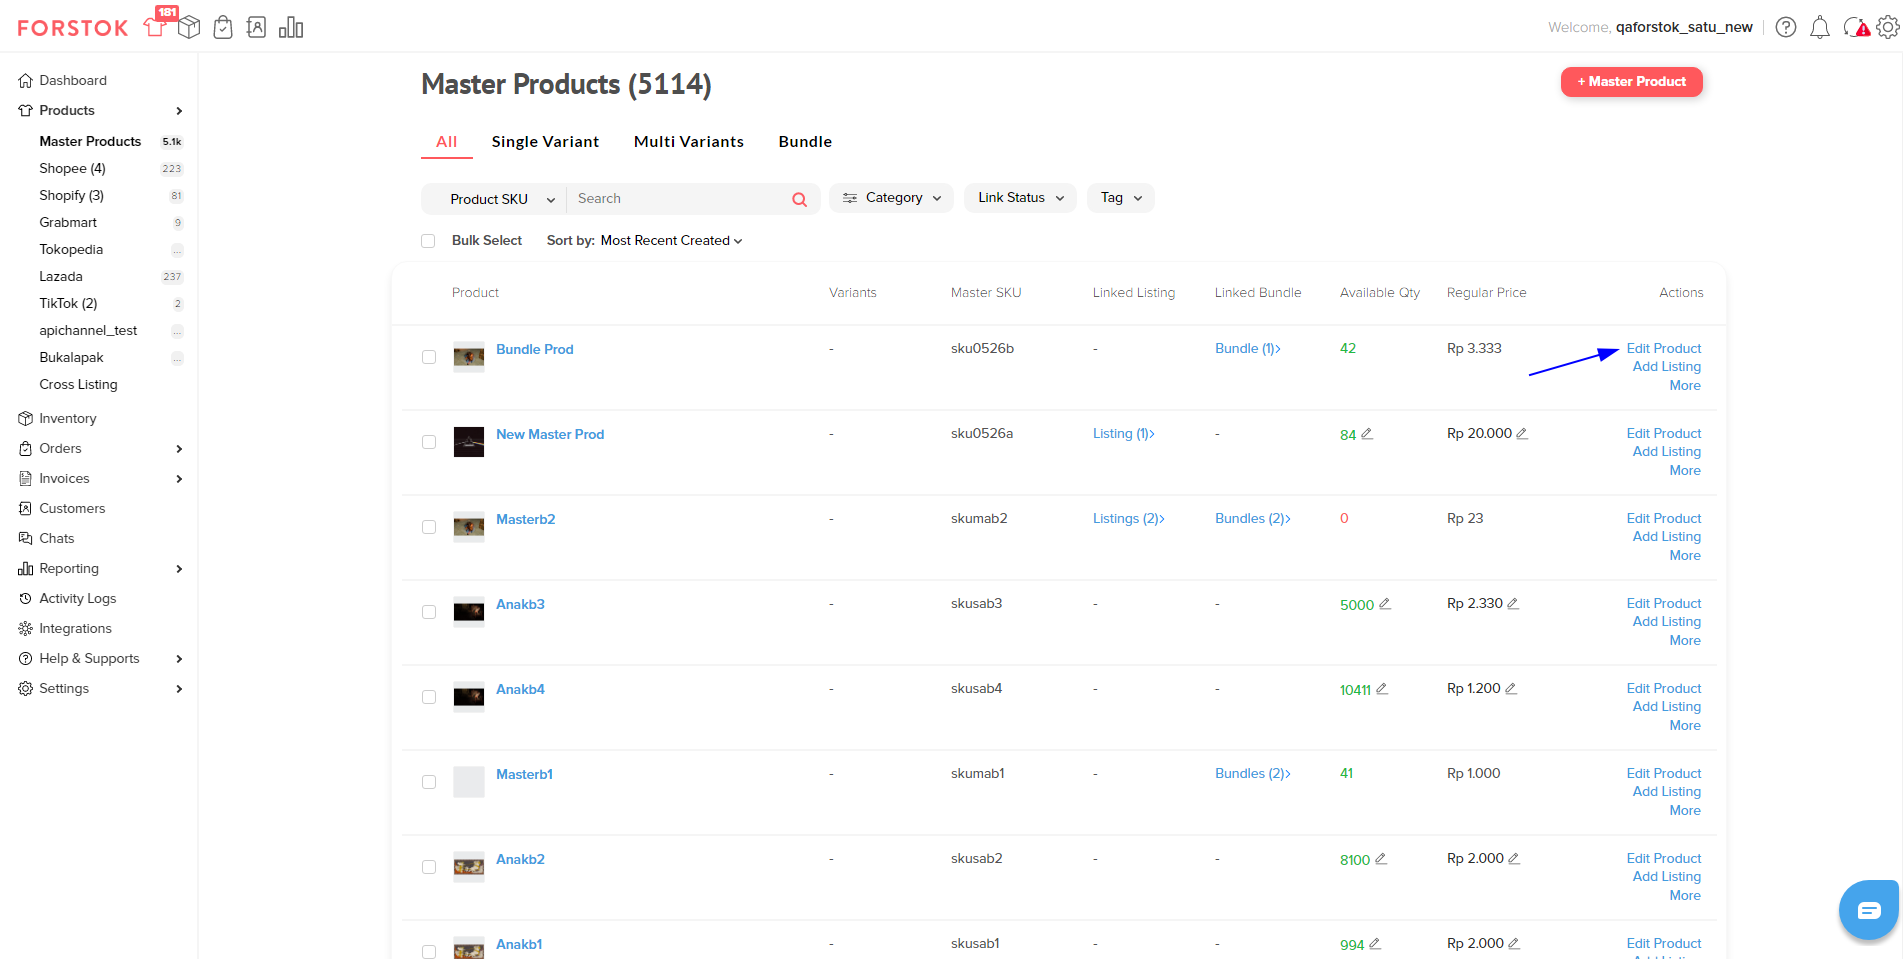 FORSTOK
181
Welcome, qaforstok_satu_new
Dashboard
Products
Master Products 5.1k
Shopee (4) 223
Shopify (3) 81
Grabmart 9
Tokopedia ...
Lazada 237
TikTok (2) 2
apichannel_test ...
Bukalapak ...
Cross Listing
Inventory
Orders
Invoices
Customers
Chats
Reporting
Activity Logs
Integrations
Help & Supports
Settings
Master Products (5114)
+ Master Product
All Single Variant Multi Variants Bundle
Product SKU Search Category Link Status Tag
Bulk Select Sort by: Most Recent Created
Product Variants Master SKU Linked Listing Linked Bundle Available Qty Regular Price Actions
Bundle Prod - sku0526b - Bundle (1) 42 Rp 3.333 Edit Product
Add Listing
More
New Master Prod - sku0526a Listing (1) - 84 Rp 20.000 Edit Product
Add Listing
More
Masterb2 - skumab2 Listings (2) Bundles (2) 0 Rp 23 Edit Product
Add Listing
More
Anakb3 - skusab3 - - 5000 Rp 2.330 Edit Product
Add Listing
More
Anakb4 - skusab4 - - 10411 Rp 1.200 Edit Product
Add Listing
More
Masterb1 - skumab1 - Bundles (2) 41 Rp 1.000 Edit Product
Add Listing
More
Anakb2 - skusab2 - - 8100 Rp 2.000 Edit Product
Add Listing
More
Anakb1 - skusab1 - - 994 Rp 2.000 Edit Product